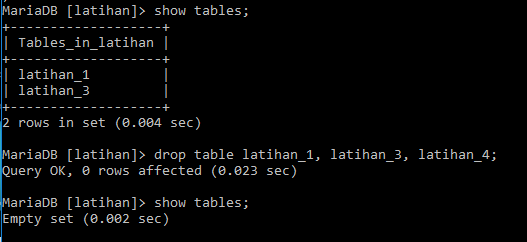 MariaDB [latihan]> show tables;
+-------------------+
| Tables_in_latihan |
+-------------------+
| latihan_1         |
| latihan_3         |
+-------------------+
2 rows in set (0.004 sec)
MariaDB [latihan]> drop table latihan_1, latihan_3, latihan_4;
Query OK, 0 rows affected (0.023 sec)
MariaDB [latihan]> show tables;
Empty set (0.002 sec)